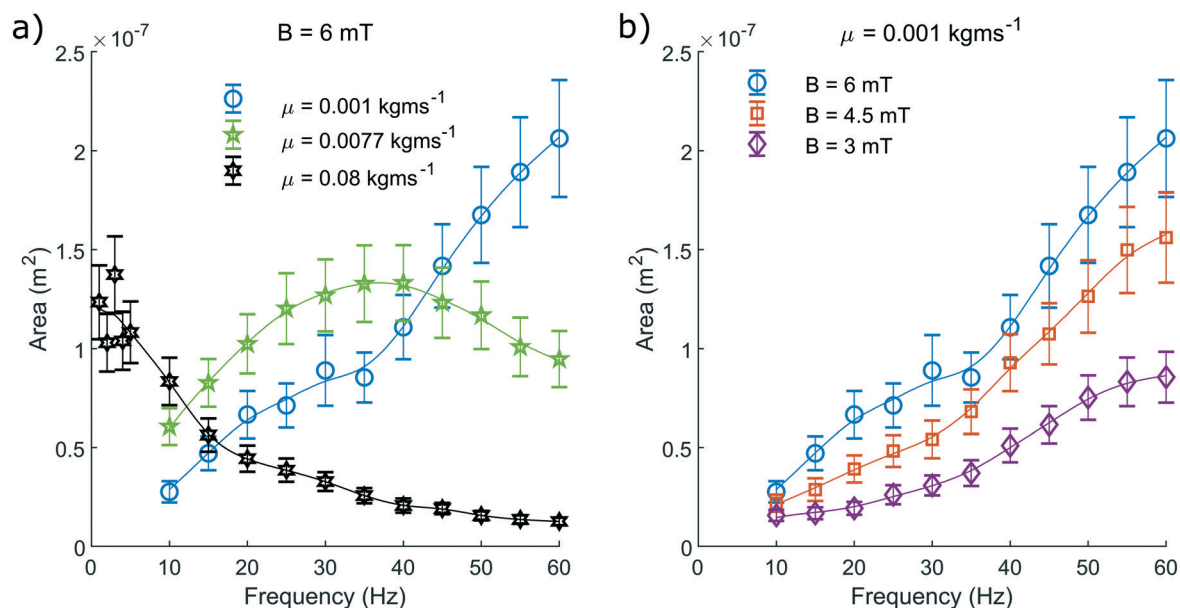 a)
× 10⁻⁷
B = 6 mT
2.5
2
1.5
1
0.5
0
Area (m²)
μ = 0.001 kgms⁻¹
μ = 0.0077 kgms⁻¹
μ = 0.08 kgms⁻¹
0 10 20 30 40 50 60
Frequency (Hz)
b)
× 10⁻⁷
μ = 0.001 kgms⁻¹
2.5
2
1.5
1
0.5
0
Area (m²)
B = 6 mT
B = 4.5 mT
B = 3 mT
0 10 20 30 40 50 60
Frequency (Hz)